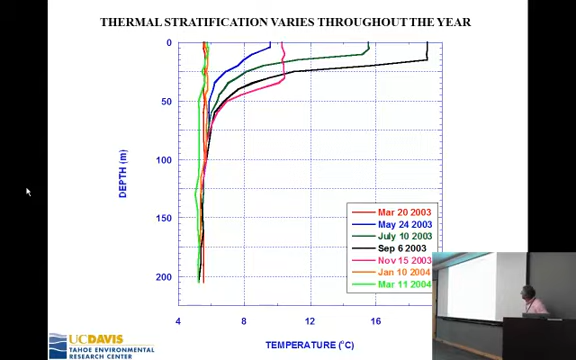 THERMAL STRATIFICATION VARIES THROUGHOUT THE YEAR
0
50
100
150
200
DEPTH (m)
Mar 20 2003
May 24 2003
July 10 2003
Sep 6 2003
Nov 15 2003
Jan 10 2004
Mar 11 2004
4
8
12
16
TEMPERATURE (°C)
UCDAVIS
TAHOE ENVIRONMENTAL
RESEARCH CENTER